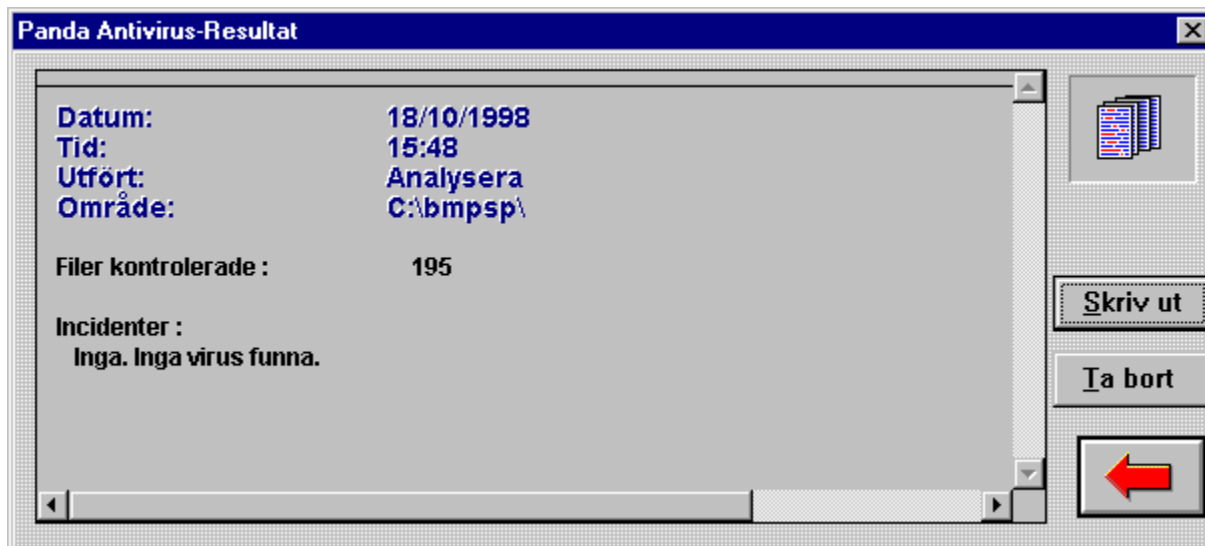 Panda Antivirus-Resultat
Datum: 18/10/1998
Tid: 15:48
Utfört: Analysera
Område: C:\bmpsp\
Filer kontrolerade : 195
Incidenter :
Inga. Inga virus funna.
Skriv ut
Ta bort